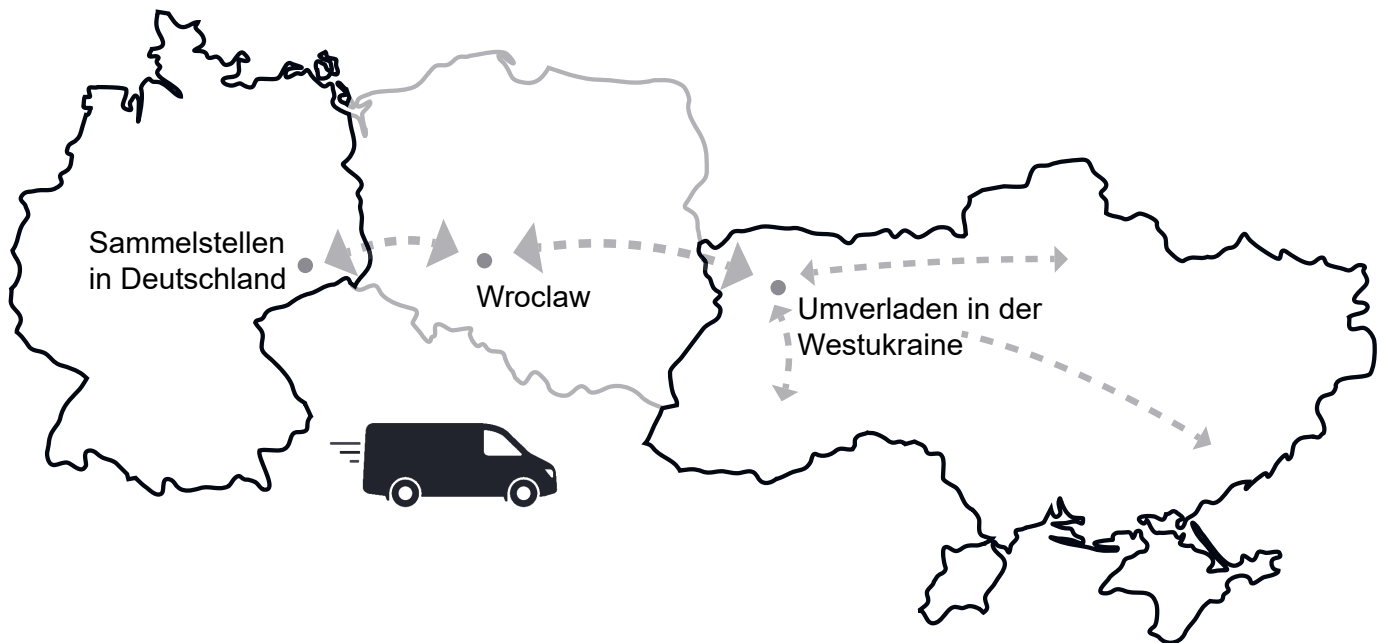 Sammelstellen
in Deutschland
Wroclaw
Umverladen in der
Westukraine